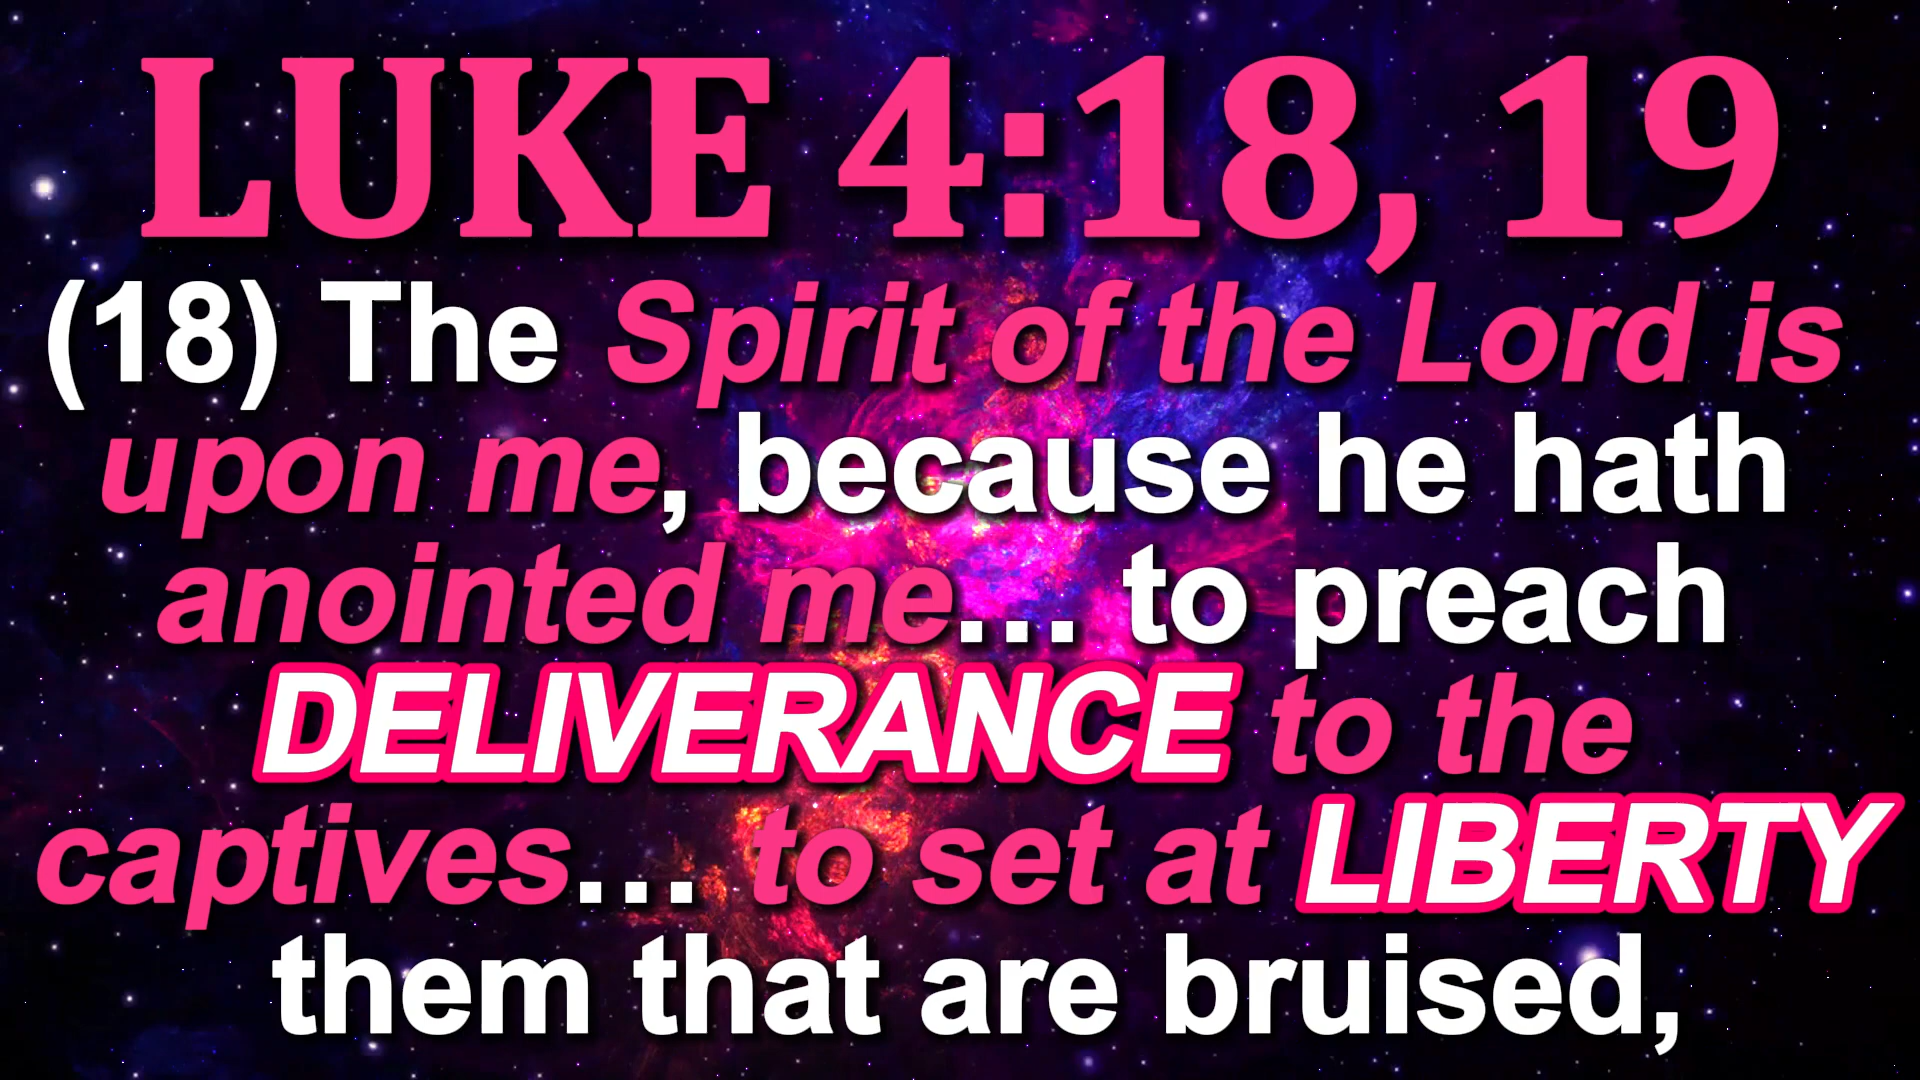 LUKE 4:18, 19
(18) The Spirit of the Lord is
upon me, because he hath
anointed me... to preach
DELIVERANCE to the
captives... to set at LIBERTY
them that are bruised,